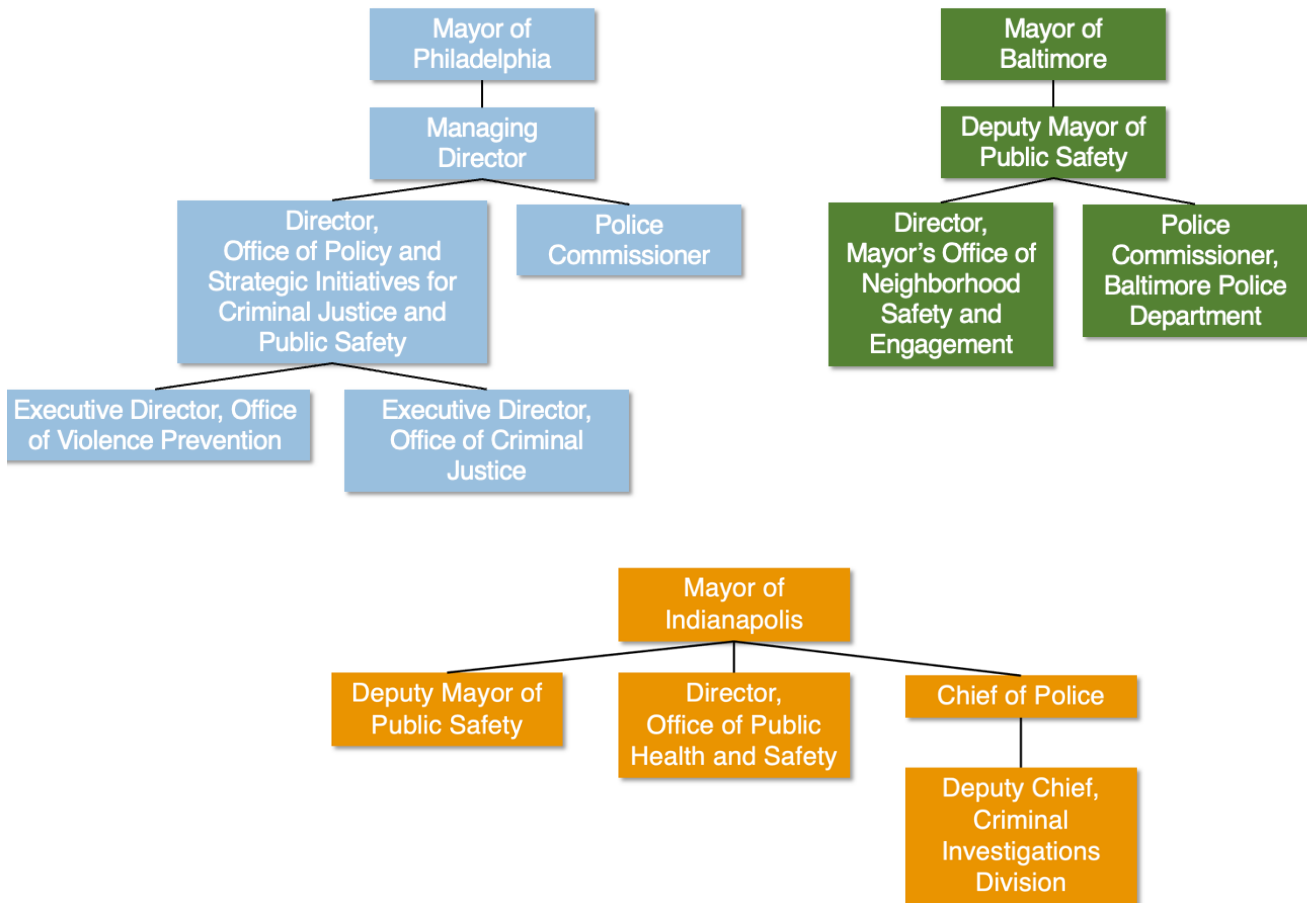 Mayor of
Philadelphia
Managing
Director
Director,
Office of Policy and
Strategic Initiatives for
Criminal Justice and
Public Safety
Police
Commissioner
Executive Director, Office
of Violence Prevention
Executive Director,
Office of Criminal
Justice
Mayor of
Baltimore
Deputy Mayor of
Public Safety
Director,
Mayor’s Office of
Neighborhood
Safety and
Engagement
Police
Commissioner,
Baltimore Police
Department
Mayor of
Indianapolis
Deputy Mayor of
Public Safety
Director,
Office of Public
Health and Safety
Chief of Police
Deputy Chief,
Criminal
Investigations
Division